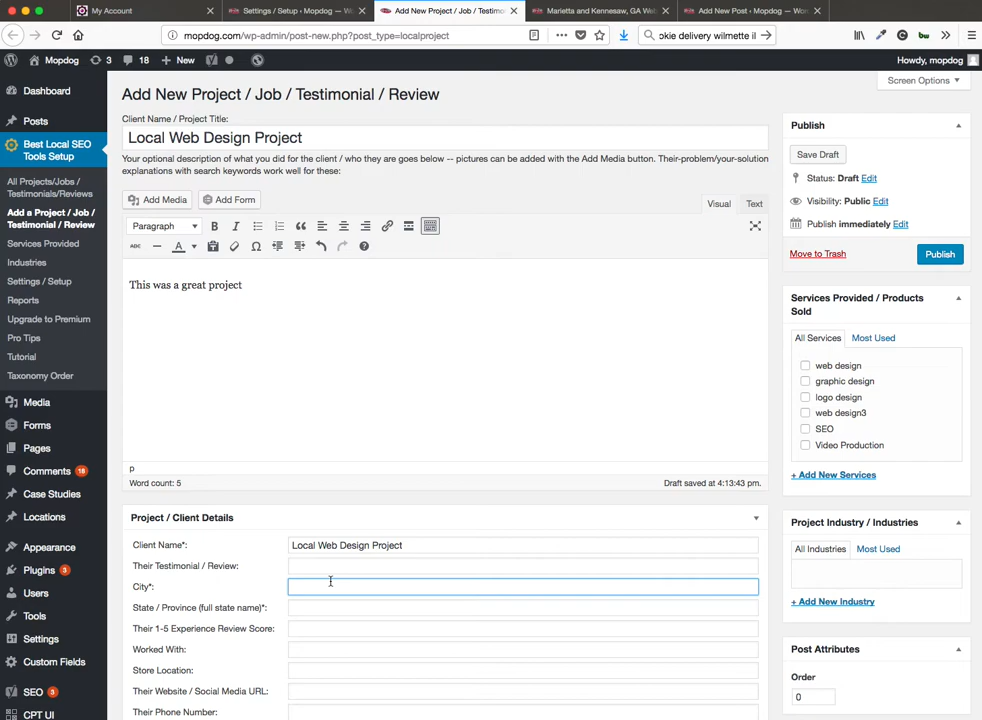 My Account
Settings / Setup ‹ Mopdog — W
Add New Project / Job / Testimo
Marietta and Kennesaw, GA We
Add New Post ‹ Mopdog — Wor
mopdog.com/wp-admin/post-new.php?post_type=localproject
okie delivery wilmette il
Mopdog
3
18
New
Howdy, mopdog
Screen Options
Dashboard
Posts
Best Local SEO
Tools Setup
All Projects/Jobs /
Testimonials/Reviews
Add a Project / Job /
Testimonial / Review
Services Provided
Industries
Settings / Setup
Reports
Upgrade to Premium
Pro Tips
Tutorial
Taxonomy Order
Media
Forms
Pages
Comments 18
Case Studies
Locations
Appearance
Plugins 3
Users
Tools
Settings
Custom Fields
SEO 3
CPT UI
Add New Project / Job / Testimonial / Review
Client Name / Project Title:
Local Web Design Project
Your optional description of what you did for the client / who they are goes below -- pictures can be added with the Add Media button. Their-problem/your-solution
explanations with search keywords work well for these:
Add Media
Add Form
Visual
Text
Paragraph
B
I
ABC
A
This was a great project
p
Word count: 5
Draft saved at 4:13:43 pm.
Project / Client Details
Client Name*:
Local Web Design Project
Their Testimonial / Review:
City*:
State / Province (full state name)*:
Their 1-5 Experience Review Score:
Worked With:
Store Location:
Their Website / Social Media URL:
Their Phone Number:
Publish
Save Draft
Status: Draft Edit
Visibility: Public Edit
Publish immediately Edit
Move to Trash
Publish
Services Provided / Products
Sold
All Services
Most Used
web design
graphic design
logo design
web design3
SEO
Video Production
+ Add New Services
Project Industry / Industries
All Industries
Most Used
+ Add New Industry
Post Attributes
Order
0